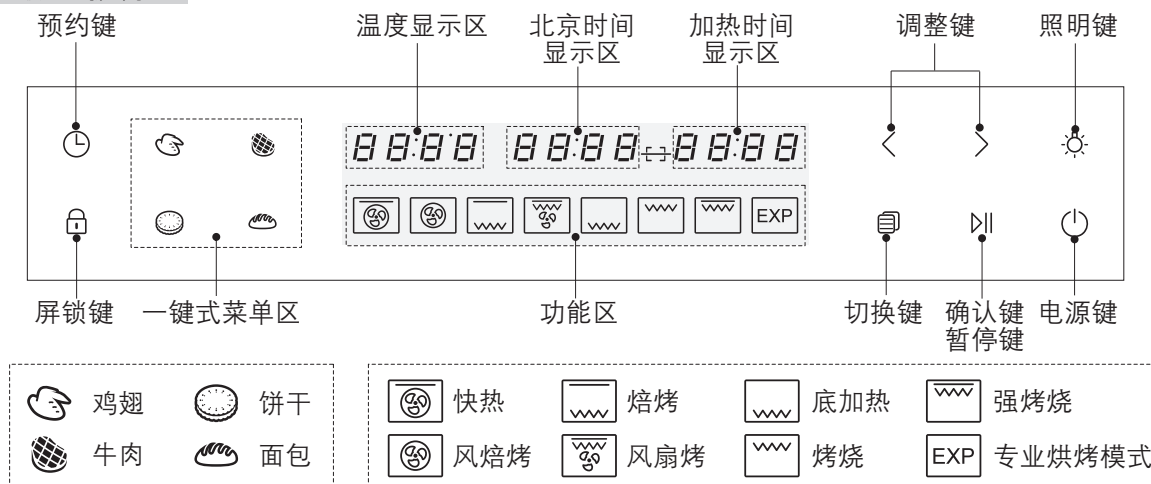 预约键
温度显示区
北京时间
显示区
加热时间
显示区
调整键
照明键
88:88
88:88
88:88
EXP
屏锁键
一键式菜单区
功能区
切换键
确认键
暂停键
电源键
鸡翅
饼干
快热
焙烤
底加热
强烤烧
牛肉
面包
风焙烤
风扇烤
烤烧
EXP
专业烘烤模式